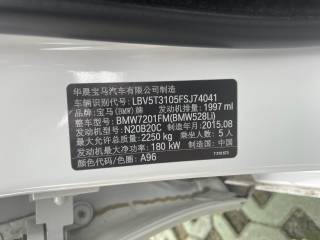 华晨宝马汽车有限公司制造
车辆识别代号: LBV5T3105FSJ74041
品牌: 宝马(BMW)牌 发动机排量: 1997 ml
整车型号: BMW7201FM(BMW528Li)
发动机型号: N20B20C 制造年月: 2015.08
最大允许总质量: 2250 kg 乘坐人数: 5人
最大净功率: 180 kW 制造国: 中国
颜色代码/色圈: A96